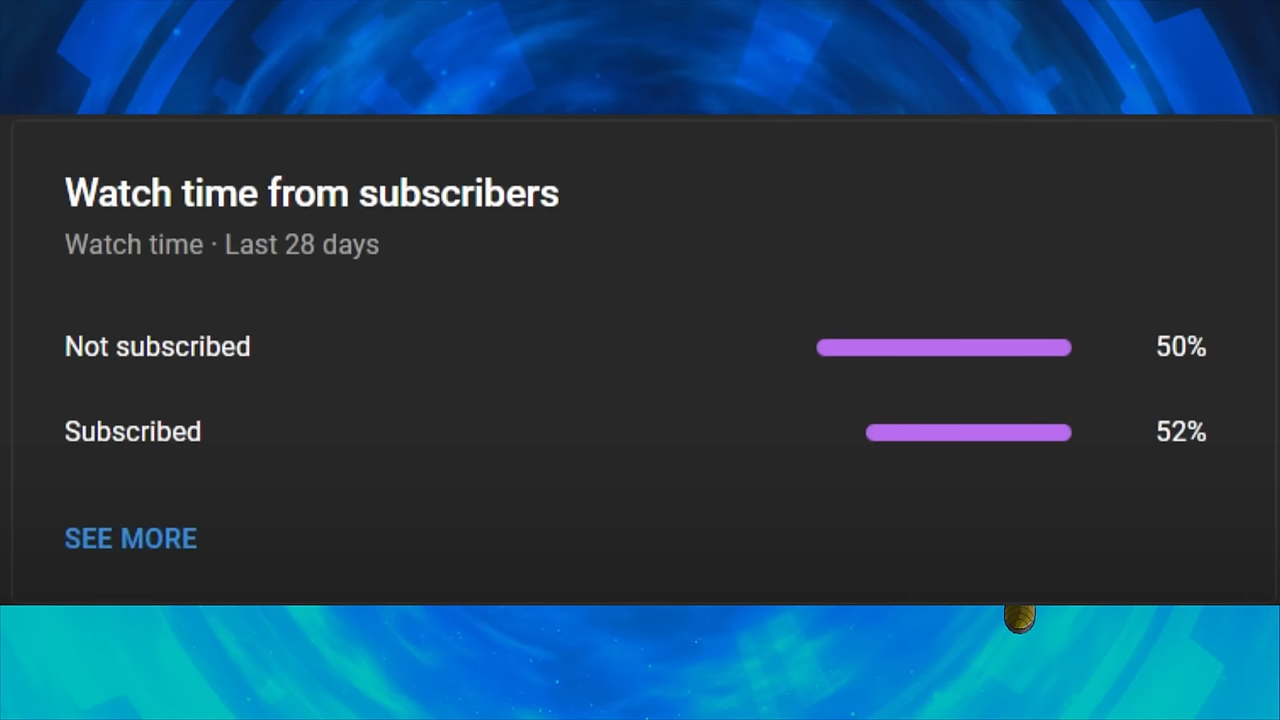 Watch time from subscribers
Watch time · Last 28 days
Not subscribed 50%
Subscribed 52%
SEE MORE